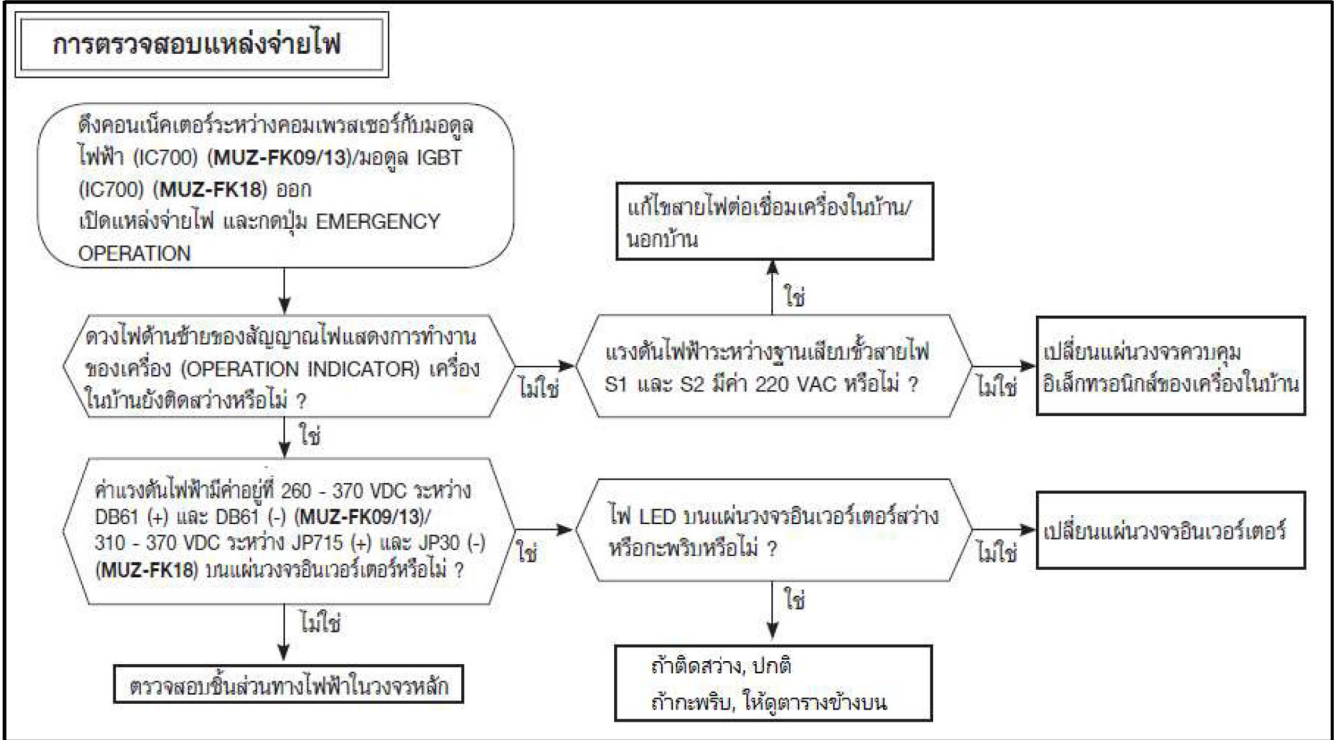 การตรวจสอบแหล่งจ่ายไฟ
ดึงคอนเน็คเตอร์ระหว่างคอมเพรสเซอร์กับมอดูล
ไฟฟ้า (IC700) (MUZ-FK09/13)/มอดูล IGBT
(IC700) (MUZ-FK18) ออก
เปิดแหล่งจ่ายไฟ และกดปุ่ม EMERGENCY
OPERATION
แก้ไขสายไฟต่อเชื่อมเครื่องในบ้าน/
นอกบ้าน
ใช่
ดวงไฟด้านซ้ายของสัญญาณไฟแสดงการทำงาน
ของเครื่อง (OPERATION INDICATOR) เครื่อง
ในบ้านยังติดสว่างหรือไม่ ?
ไม่ใช่
แรงดันไฟฟ้าระหว่างฐานเสียบขั้วสายไฟ
S1 และ S2 มีค่า 220 VAC หรือไม่ ?
ไม่ใช่
เปลี่ยนแผ่นวงจรควบคุม
อิเล็กทรอนิกส์ของเครื่องในบ้าน
ใช่
ค่าแรงดันไฟฟ้ามีค่าอยู่ที่ 260 - 370 VDC ระหว่าง
DB61 (+) และ DB61 (-) (MUZ-FK09/13)/
310 - 370 VDC ระหว่าง JP715 (+) และ JP30 (-)
(MUZ-FK18) บนแผ่นวงจรอินเวอร์เตอร์หรือไม่ ?
ใช่
ไฟ LED บนแผ่นวงจรอินเวอร์เตอร์สว่าง
หรือกะพริบหรือไม่ ?
ไม่ใช่
เปลี่ยนแผ่นวงจรอินเวอร์เตอร์
ไม่ใช่
ใช่
ตรวจสอบชิ้นส่วนทางไฟฟ้าในวงจรหลัก
ถ้าติดสว่าง, ปกติ
ถ้ากะพริบ, ให้ดูตารางข้างบน